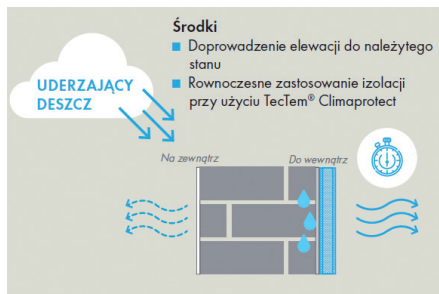 Środki
Doprowadzenie elewacji do należytego
stanu
Rownoczesne zastosowanie izolacji
przy użyciu TecTem® Climaprotect
UDERZAJĄCY
DESZCZ
Na zewnątrz
Do wewnątrz